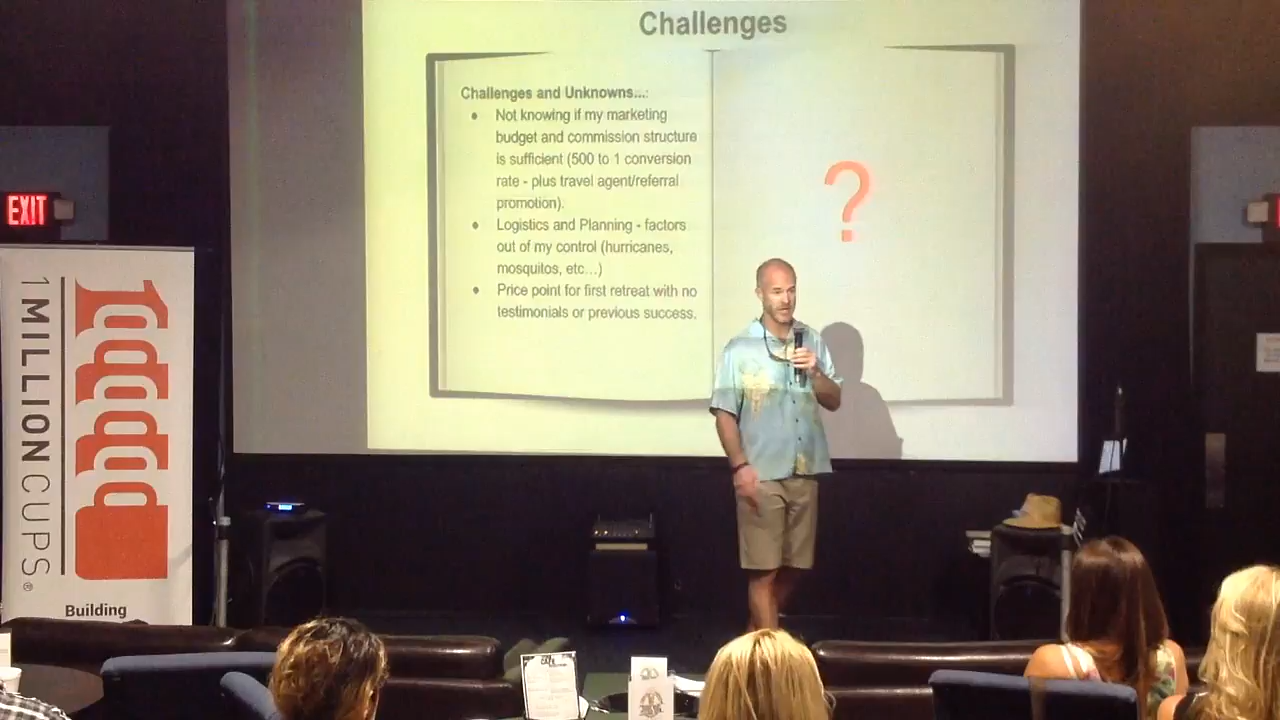 Challenges
Challenges and Unknowns...:
• Not knowing if my marketing
budget and commission structure
is sufficient (500 to 1 conversion
rate - plus travel agent/referral
promotion).
• Logistics and Planning - factors
out of my control (hurricanes,
mosquitos, etc...)
• Price point for first retreat with no
testimonials or previous success.
?
EXIT
1 MILLION CUPS®
Building